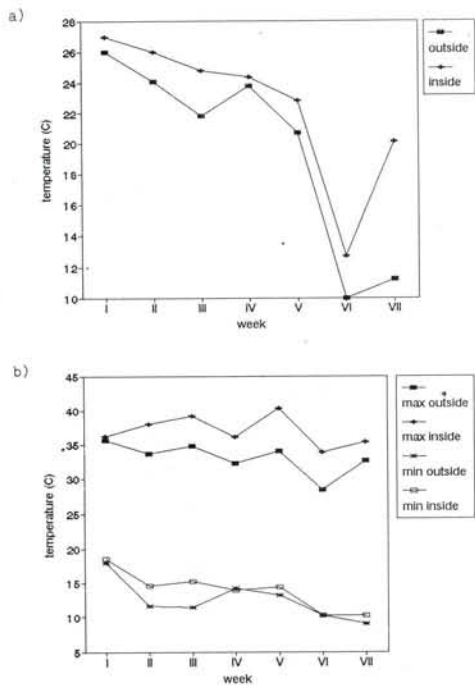 a)
28
26
24
22
20
18
16
14
12
10
temperature (C)
I II III IV V VI VII
week
outside
inside
b)
45
40
35
30
25
20
15
10
5
temperature (C)
I II III IV V VI VII
week
max outside
max inside
min outside
min inside